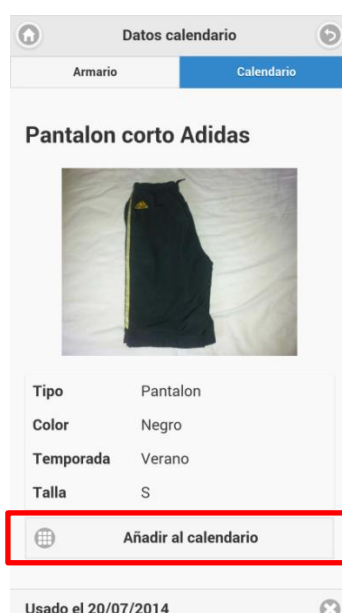 Datos calendario
Armario Calendario
Pantalon corto Adidas
Tipo Pantalon
Color Negro
Temporada Verano
Talla S
Añadir al calendario
Usado el 20/07/2014